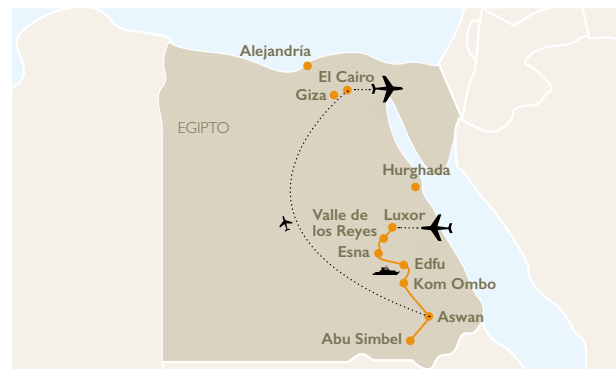 Alejandría
El Cairo
Giza
EGIPTO
Hurghada
Valle de
los Reyes
Luxor
Esna
Edfu
Kom Ombo
Aswan
Abu Simbel